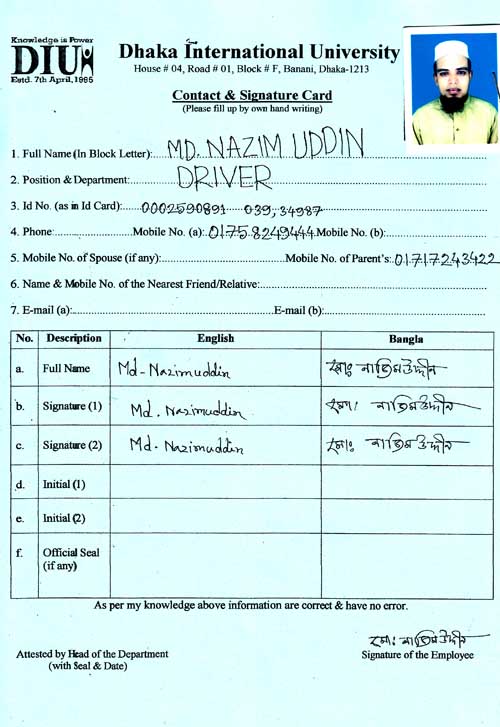 Knowledge is Power
DIU
Estd. 7th April, 1995
Dhaka International University
House # 04, Road # 01, Block # F, Banani, Dhaka-1213
Contact & Signature Card
(Please fill up by own hand writing)
1. Full Name (In Block Letter): MD. NAZIM UDDIN
2. Position & Department: DRIVER
3. Id No. (as in Id Card): 0002590891 039,34987
4. Phone: Mobile No. (a): 01758249444 Mobile No. (b):
5. Mobile No. of Spouse (if any): Mobile No. of Parent's: 01717243422
6. Name & Mobile No. of the Nearest Friend/Relative:
7. E-mail (a): E-mail (b):
No. Description English Bangla
a. Full Name Md-Nazimuddin মোঃ নাজিমউদ্দীন
b. Signature (1) Md. Nazimuddin মোঃ নাজিমউদ্দীন
c. Signature (2) Md. Nazimuddin মোঃ নাজিমউদ্দীন
d. Initial (1)
e. Initial (2)
f. Official Seal
(if any)
As per my knowledge above information are correct & have no error.
মোঃ নাজিমউদ্দীন
Attested by Head of the Department Signature of the Employee
(with Seal & Date)